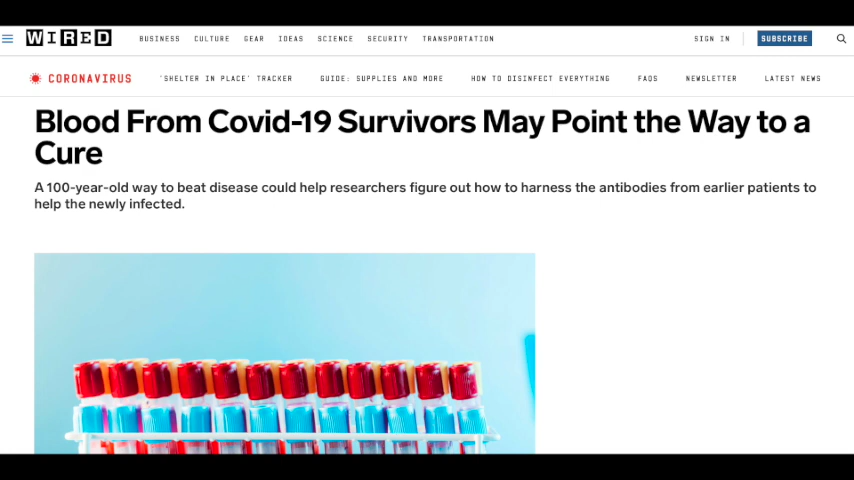 WIRED BUSINESS CULTURE GEAR IDEAS SCIENCE SECURITY TRANSPORTATION SIGN IN SUBSCRIBE
CORONAVIRUS 'SHELTER IN PLACE' TRACKER GUIDE: SUPPLIES AND MORE HOW TO DISINFECT EVERYTHING FAQS NEWSLETTER LATEST NEWS
Blood From Covid-19 Survivors May Point the Way to a
Cure
A 100-year-old way to beat disease could help researchers figure out how to harness the antibodies from earlier patients to
help the newly infected.